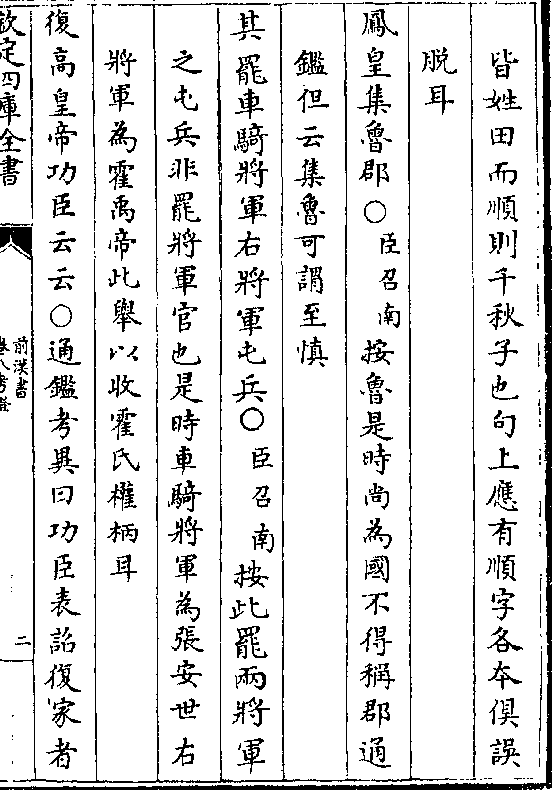 皆姓田而順則千秋子也句上應有順字各本俱誤
脫耳
鳳皇集魯郡○臣召南按魯是時尚為國不得稱郡通
鑑但云集魯可謂至慎
其罷車騎將軍右將軍屯兵○臣召南按此罷兩將軍
之屯兵非罷將軍官也是時車騎將軍為張安世右
將軍為霍禹帝此舉以收霍氏權柄耳
復高皇帝功臣云云○通鑑考異曰功臣表詔復家者
欽定四庫全書
前漢書
卷八考證
二